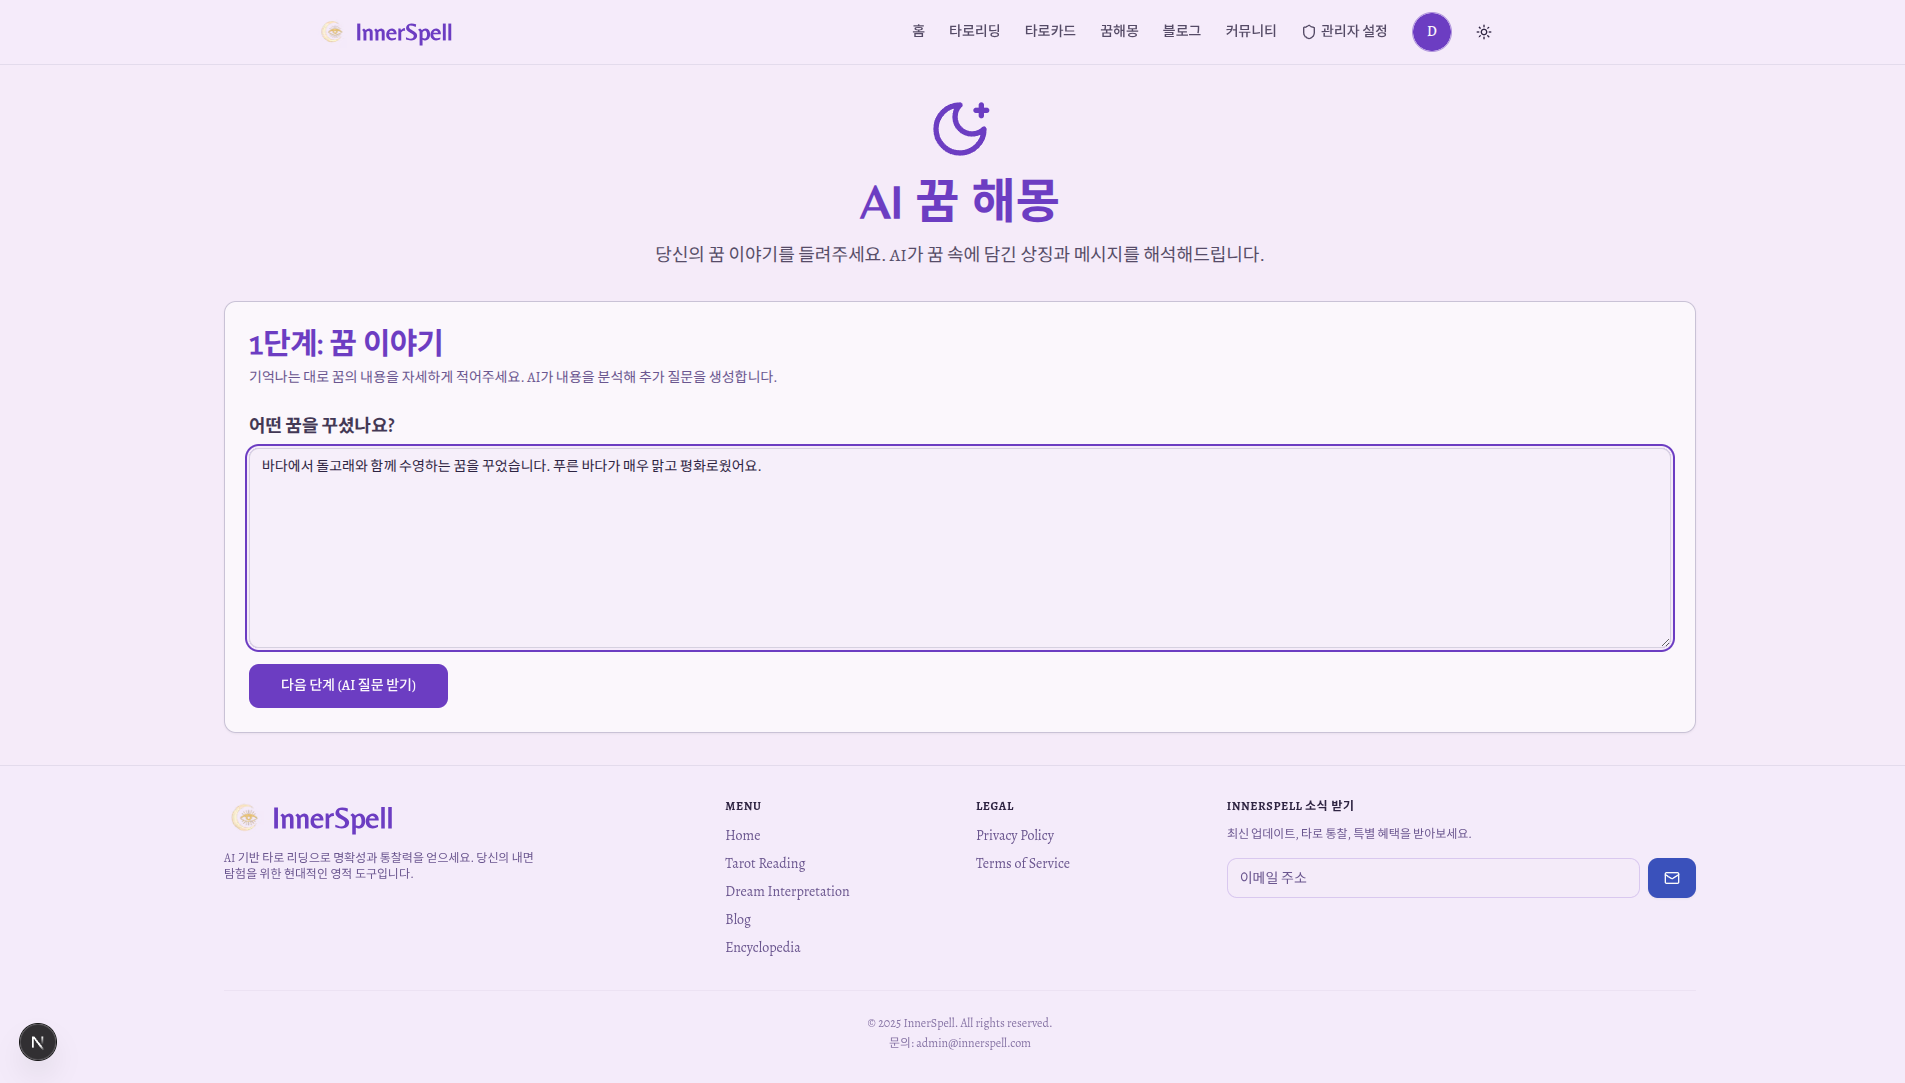 InnerSpell
홈
타로리딩
타로카드
꿈해몽
블로그
커뮤니티
관리자 설정
D
AI 꿈 해몽
당신의 꿈 이야기를 들려주세요. AI가 꿈 속에 담긴 상징과 메시지를 해석해드립니다.
1단계: 꿈 이야기
기억나는 대로 꿈의 내용을 자세하게 적어주세요. AI가 내용을 분석해 추가 질문을 생성합니다.
어떤 꿈을 꾸셨나요?
바다에서 돌고래와 함께 수영하는 꿈을 꾸었습니다. 푸른 바다가 매우 맑고 평화로웠어요.
다음 단계 (AI 질문 받기)
InnerSpell
AI 기반 타로 리딩으로 명확성과 통찰력을 얻으세요. 당신의 내면
탐험을 위한 현대적인 영적 도구입니다.
MENU
Home
Tarot Reading
Dream Interpretation
Blog
Encyclopedia
LEGAL
Privacy Policy
Terms of Service
INNERSPELL 소식 받기
최신 업데이트, 타로 통찰, 특별 혜택을 받아보세요.
이메일 주소
© 2025 InnerSpell. All rights reserved.
문의: admin@innerspell.com
N